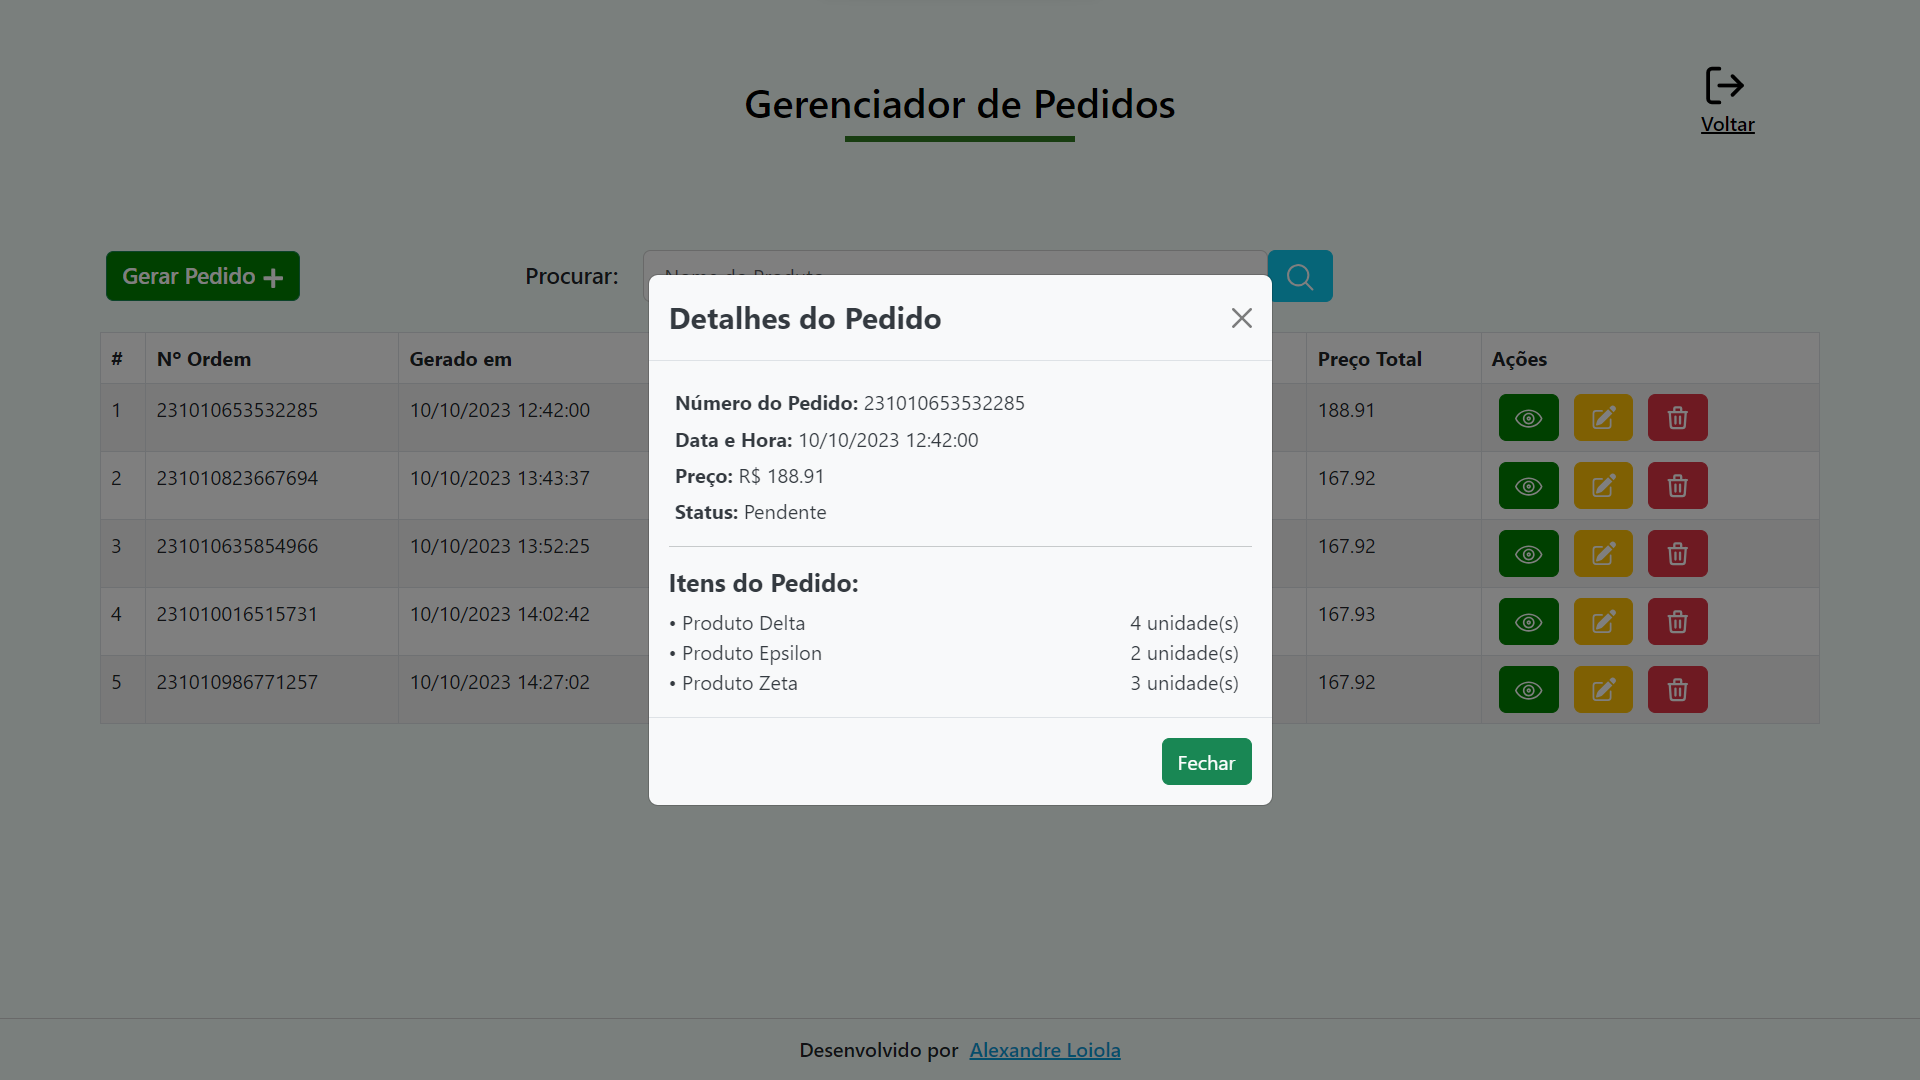 Gerenciador de Pedidos
Voltar
Gerar Pedido
Procurar:
Detalhes do Pedido
Número do Pedido: 231010653532285
Data e Hora: 10/10/2023 12:42:00
Preço: R$ 188.91
Status: Pendente
Itens do Pedido:
• Produto Delta 4 unidade(s)
• Produto Epsilon 2 unidade(s)
• Produto Zeta 3 unidade(s)
Fechar
# Nº Ordem Gerado em Preço Total Ações
1 231010653532285 10/10/2023 12:42:00 188.91
2 231010823667694 10/10/2023 13:43:37 167.92
3 231010635854966 10/10/2023 13:52:25 167.92
4 231010016515731 10/10/2023 14:02:42 167.93
5 231010986771257 10/10/2023 14:27:02 167.92
Desenvolvido por Alexandre Loiola